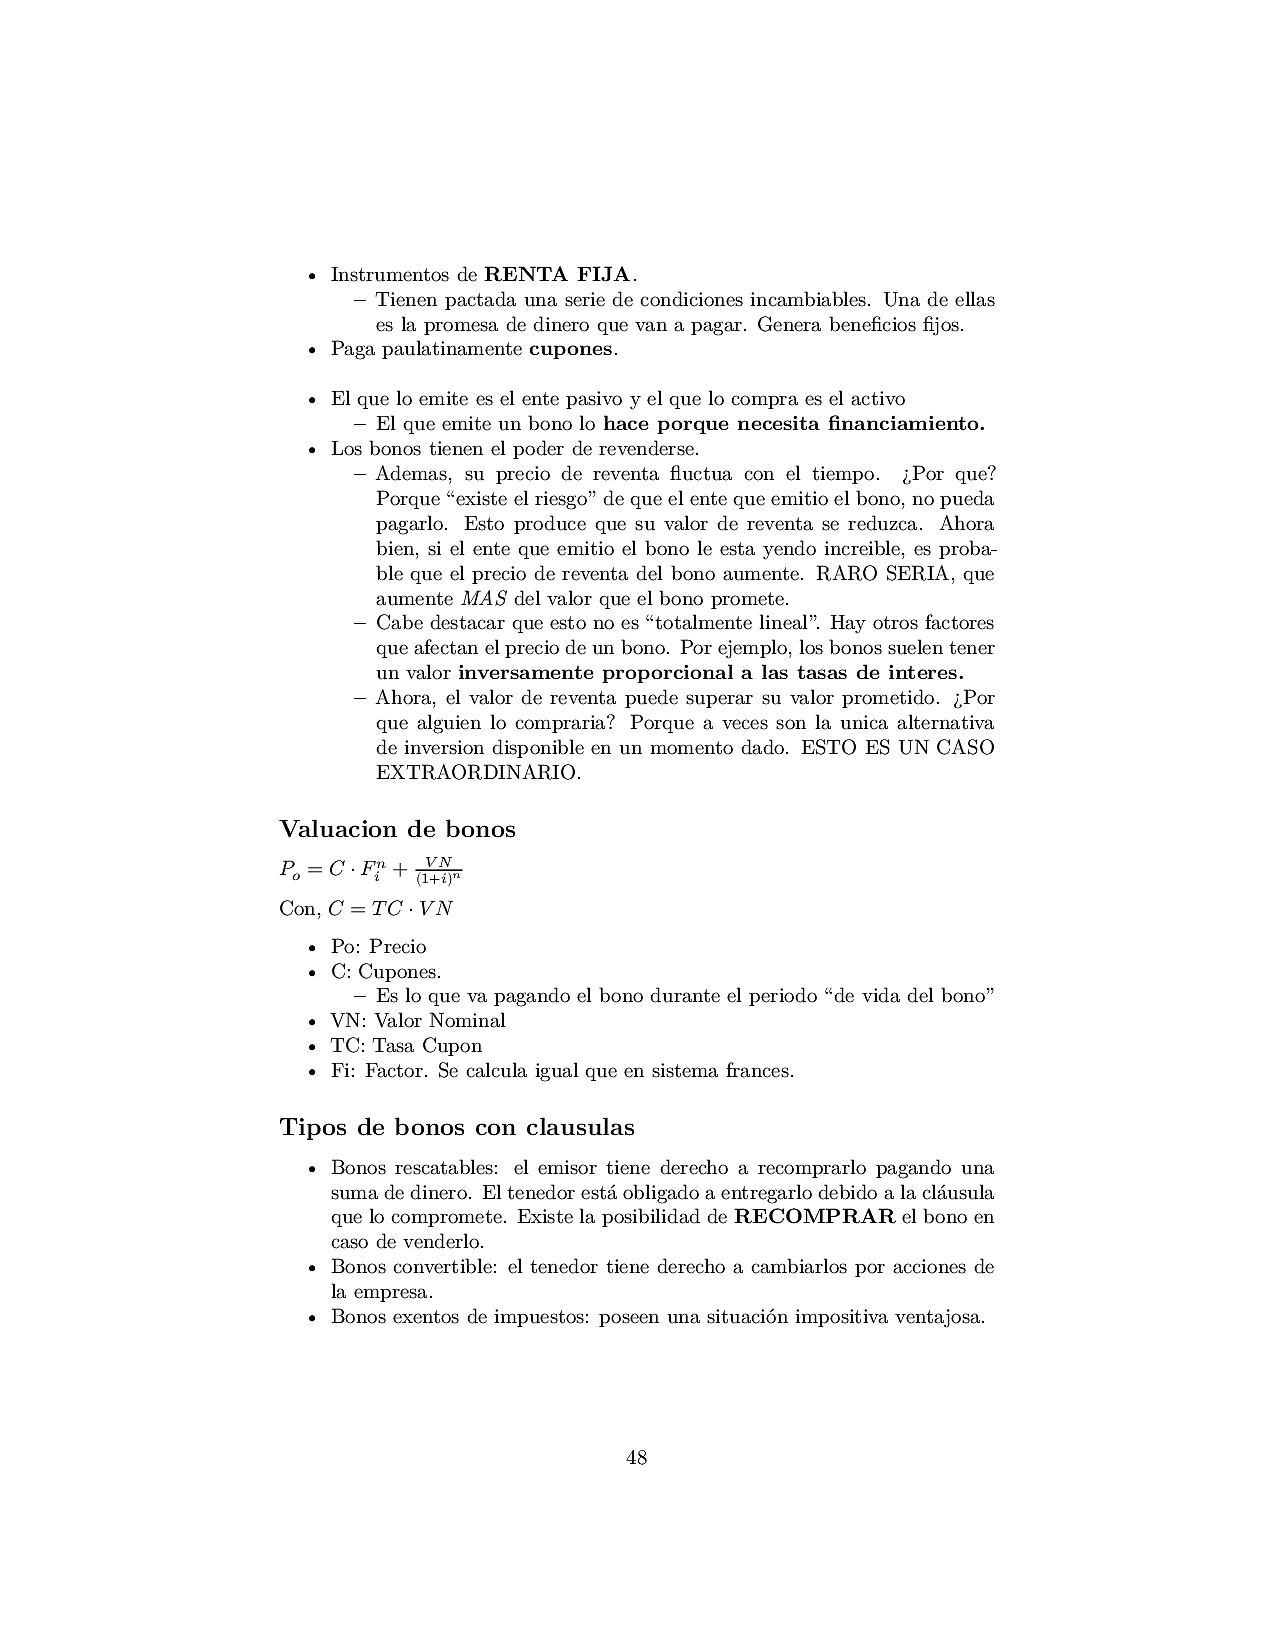 • Instrumentos de RENTA FIJA.
– Tienen pactada una serie de condiciones incambiables. Una de ellas
es la promesa de dinero que van a pagar. Genera beneficios fijos.
• Paga paulatinamente cupones.
• El que lo emite es el ente pasivo y el que lo compra es el activo
– El que emite un bono lo hace porque necesita financiamiento.
• Los bonos tienen el poder de revenderse.
– Ademas, su precio de reventa fluctua con el tiempo. ¿Por que?
Porque “existe el riesgo” de que el ente que emitio el bono, no pueda
pagarlo. Esto produce que su valor de reventa se reduzca. Ahora
bien, si el ente que emitio el bono le esta yendo increible, es proba-
ble que el precio de reventa del bono aumente. RARO SERIA, que
aumente MAS del valor que el bono promete.
– Cabe destacar que esto no es “totalmente lineal”. Hay otros factores
que afectan el precio de un bono. Por ejemplo, los bonos suelen tener
un valor inversamente proporcional a las tasas de interes.
– Ahora, el valor de reventa puede superar su valor prometido. ¿Por
que alguien lo compraria? Porque a veces son la unica alternativa
de inversion disponible en un momento dado. ESTO ES UN CASO
EXTRAORDINARIO.
Valuacion de bonos
$P_o = C \cdot F_i^n + \frac{VN}{(1+i)^n}$
Con, $C = TC \cdot VN$
• Po: Precio
• C: Cupones.
– Es lo que va pagando el bono durante el periodo “de vida del bono”
• VN: Valor Nominal
• TC: Tasa Cupon
• Fi: Factor. Se calcula igual que en sistema frances.
Tipos de bonos con clausulas
• Bonos rescatables: el emisor tiene derecho a recomprarlo pagando una
suma de dinero. El tenedor está obligado a entregarlo debido a la cláusula
que lo compromete. Existe la posibilidad de RECOMPRAR el bono en
caso de venderlo.
• Bonos convertible: el tenedor tiene derecho a cambiarlos por acciones de
la empresa.
• Bonos exentos de impuestos: poseen una situación impositiva ventajosa.
48